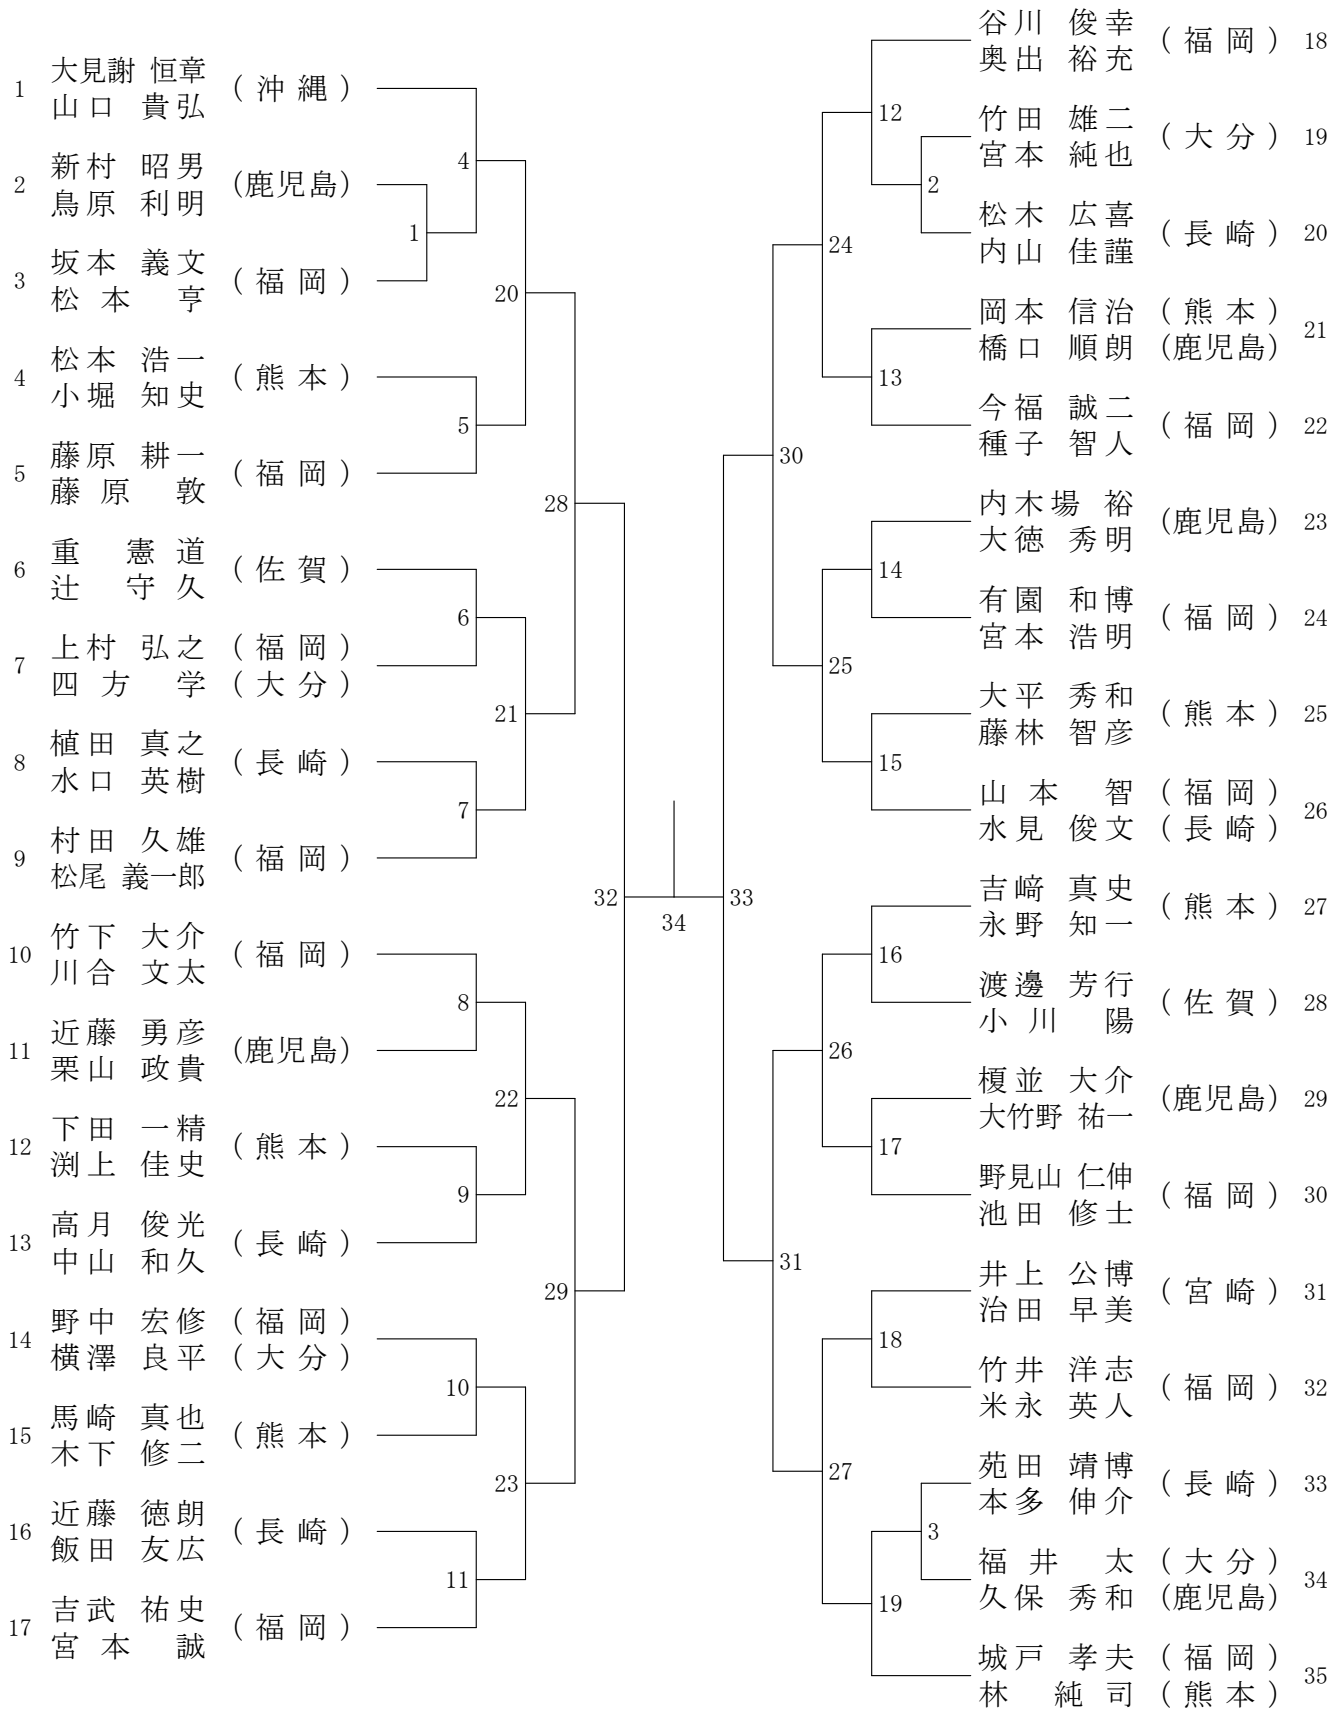 1 大見謝 恒章 (沖縄)
山口 貴弘
2 新村 昭男 (鹿児島)
鳥原 利明
3 坂本 義文 (福岡)
松本 亨
4 松本 浩一 (熊本)
小堀 知史
5 藤原 耕一 (福岡)
藤原 敦
6 重 憲道 (佐賀)
辻 守久
7 上村 弘之 (福岡)
四方 学 (大分)
8 植田 真之 (長崎)
水口 英樹
9 村田 久雄 (福岡)
松尾 義一郎
10 竹下 大介 (福岡)
川合 文太
11 近藤 勇彦 (鹿児島)
栗山 政貴
12 下田 一精 (熊本)
渕上 佳史
13 高月 俊光 (長崎)
中山 和久
14 野中 宏修 (福岡)
横澤 良平 (大分)
15 馬崎 真也 (熊本)
木下 修二
16 近藤 徳朗 (長崎)
飯田 友広
17 吉武 祐史 (福岡)
宮本 誠
4
1
20
5
28
6
21
7
32
8
22
9
29
10
23
11
34
33
12
2
24
13
30
14
25
15
16
26
17
31
18
27
3
19
谷川 俊幸 (福岡) 18
奥出 裕充
竹田 雄二 (大分) 19
宮本 純也
松木 広喜 (長崎) 20
内山 佳謹
岡本 信治 (熊本) 21
橋口 順朗 (鹿児島)
今福 誠二 (福岡) 22
種子 智人
内木場 裕 (鹿児島) 23
大徳 秀明
有園 和博 (福岡) 24
宮本 浩明
大平 秀和 (熊本) 25
藤林 智彦
山本 智 (福岡) 26
水見 俊文 (長崎)
吉﨑 真史 (熊本) 27
永野 知一
渡邊 芳行 (佐賀) 28
小川 陽
榎並 大介 (鹿児島) 29
大竹野 祐一
野見山 仁伸 (福岡) 30
池田 修士
井上 公博 (宮崎) 31
治田 早美
竹井 洋志 (福岡) 32
米永 英人
苑田 靖博 (長崎) 33
本多 伸介
福井 太 (大分) 34
久保 秀和 (鹿児島)
城戸 孝夫 (福岡) 35
林 純司 (熊本)